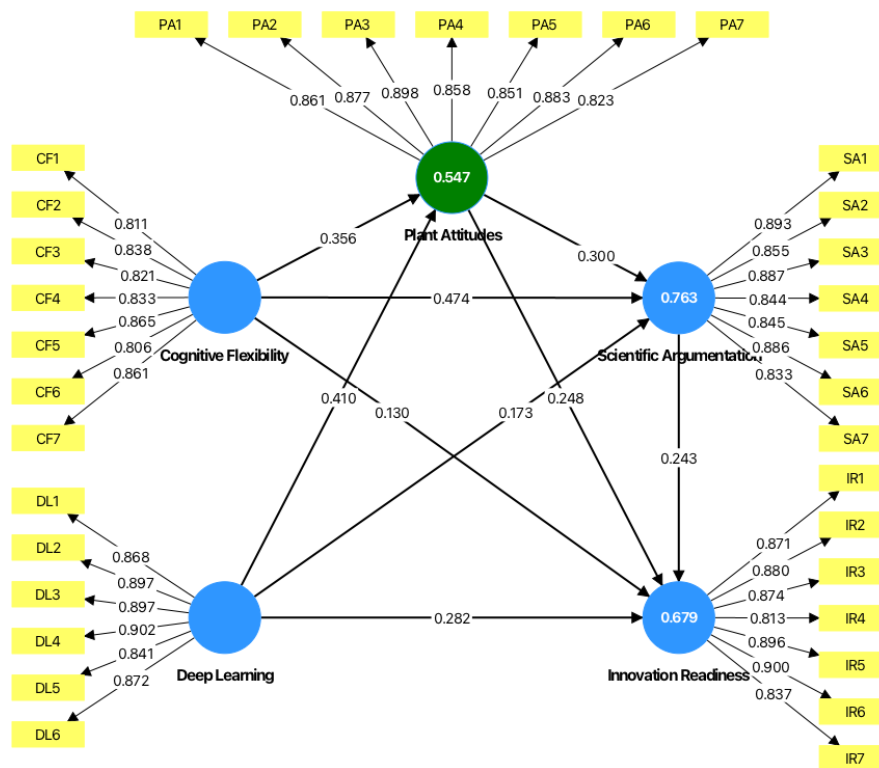 PA1 PA2 PA3 PA4 PA5 PA6 PA7
0.861 0.877 0.898 0.858 0.851 0.883 0.823
0.547
Plant Attitudes
CF1
CF2
CF3
CF4
CF5
CF6
CF7
0.811
0.838
0.821
0.833
0.865
0.806
0.861
Cognitive Flexibility
0.356
0.300
0.474
SA1
SA2
SA3
SA4
SA5
SA6
SA7
0.893
0.855
0.887
0.844
0.845
0.886
0.833
0.763
Scientific Argumentation
0.410
0.130
0.173
0.248
0.243
DL1
DL2
DL3
DL4
DL5
DL6
0.868
0.897
0.897
0.902
0.841
0.872
Deep Learning
0.282
IR1
IR2
IR3
IR4
IR5
IR6
IR7
0.871
0.880
0.874
0.813
0.896
0.900
0.837
0.679
Innovation Readiness